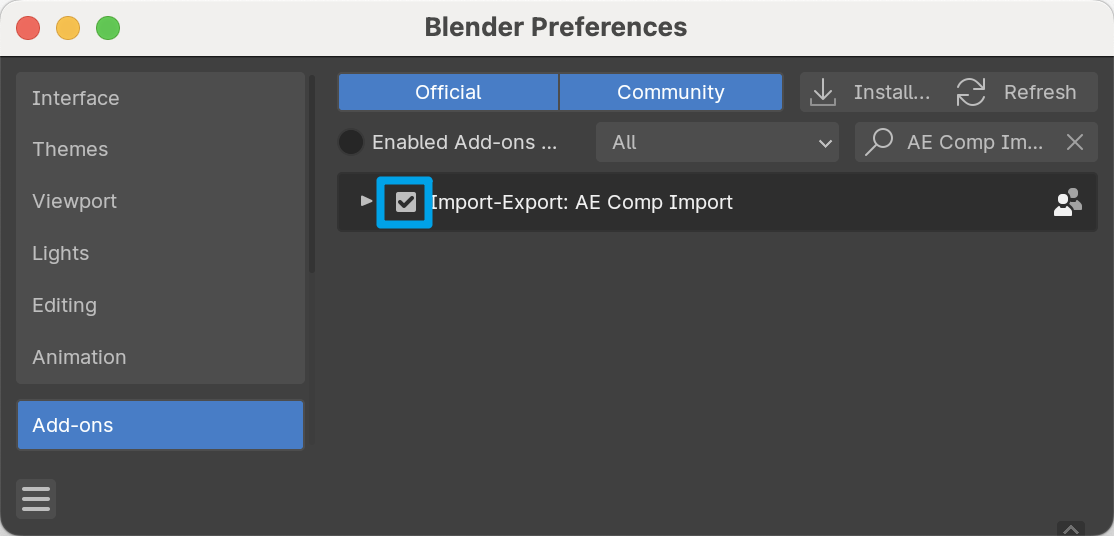 Blender Preferences
Interface
Themes
Viewport
Lights
Editing
Animation
Add-ons
Official
Community
Install...
Refresh
Enabled Add-ons ...
All
AE Comp Im...
Import-Export: AE Comp Import